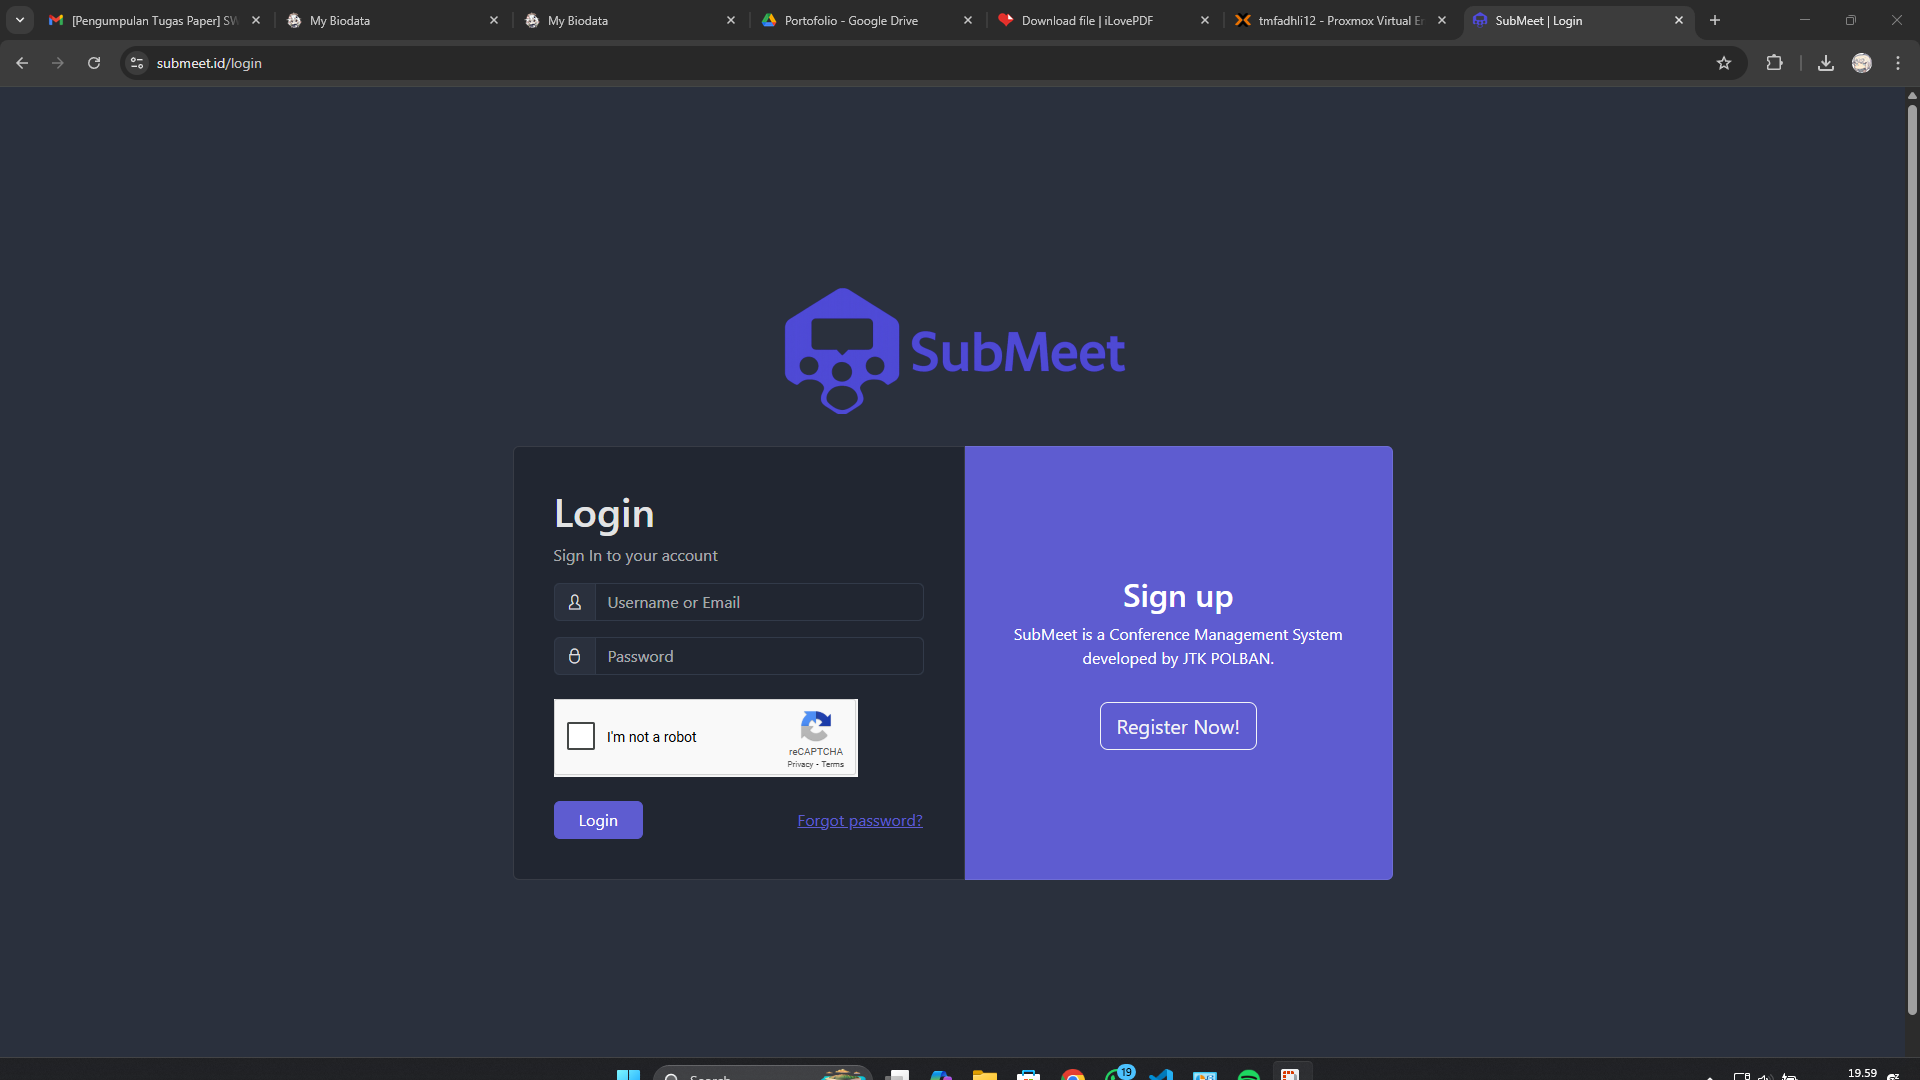 [Pengumpulan Tugas Paper] SW
My Biodata
My Biodata
Portofolio - Google Drive
Download file | iLovePDF
tmfadhli12 - Proxmox Virtual En
SubMeet | Login
submeet.id/login
SubMeet
Login
Sign In to your account
Username or Email
Password
I'm not a robot
reCAPTCHA
Privacy - Terms
Login
Forgot password?
Sign up
SubMeet is a Conference Management System
developed by JTK POLBAN.
Register Now!
Search
19
19.59